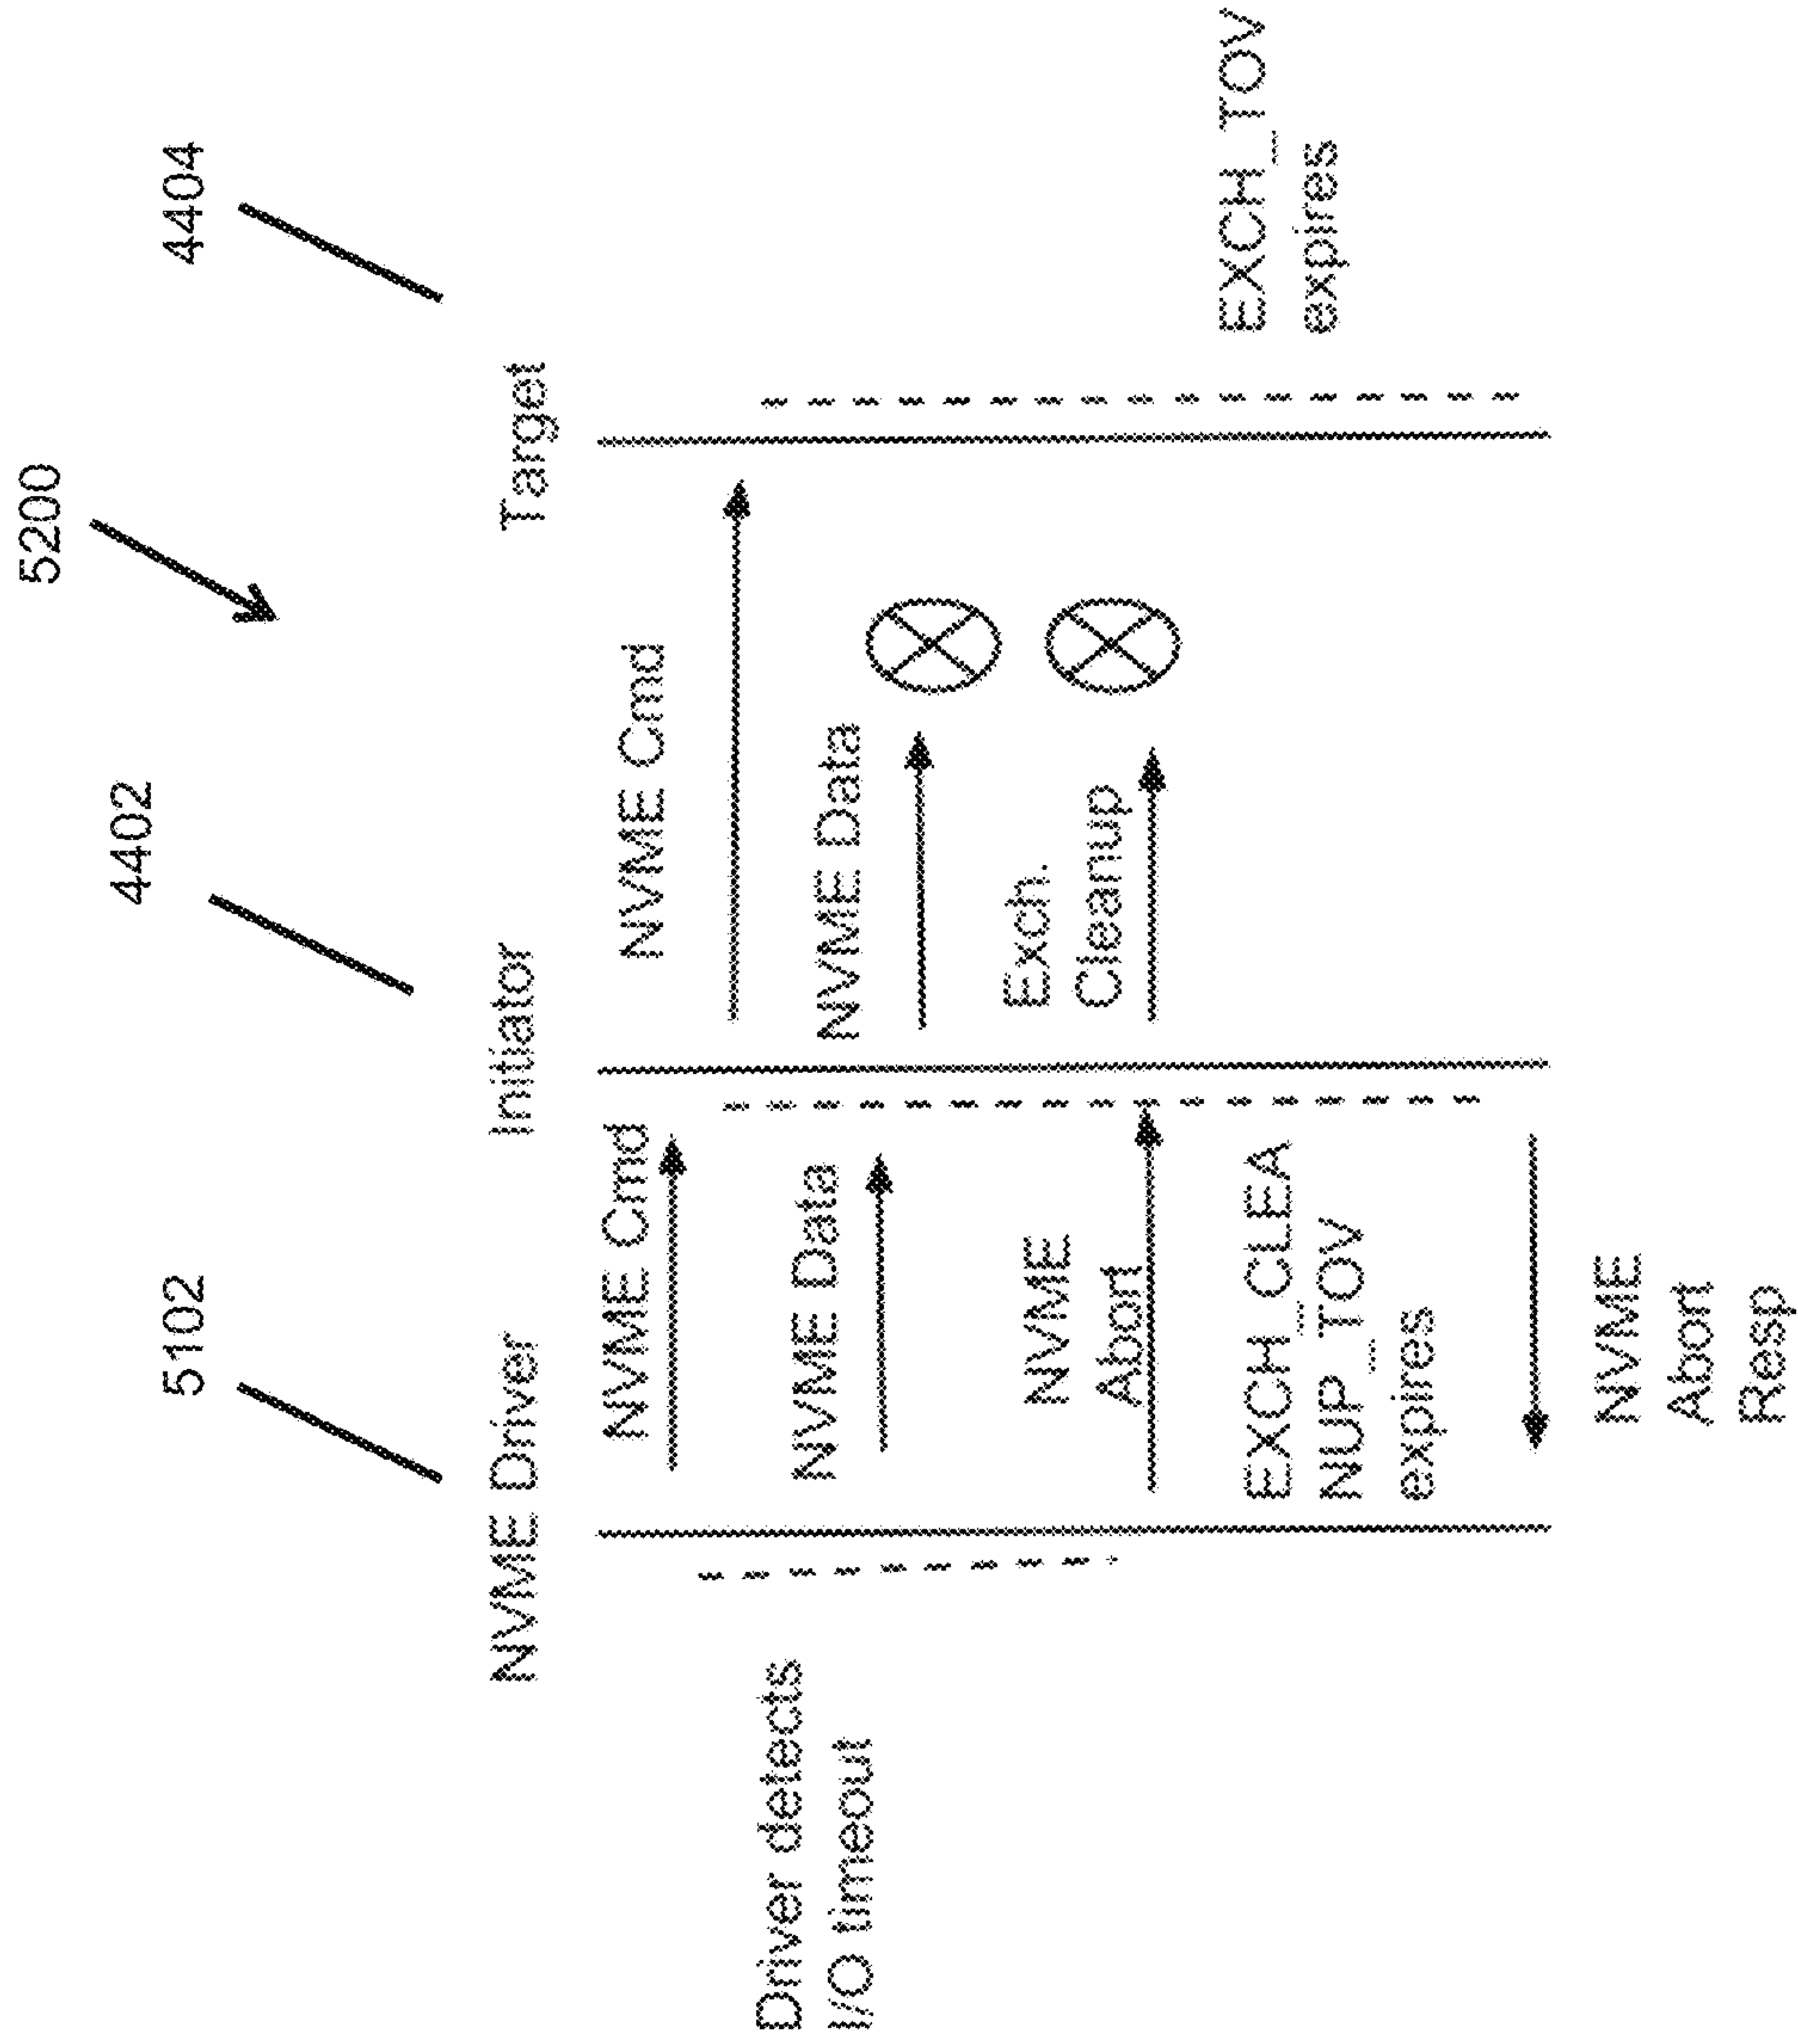 5200
5102
4402
4404
NVME Driver
Initiator
Target
NVME Cmd
NVME Cmd
Driver detects
I/O timeout
NVME Data
NVME Data
NVME
Abort
Exch.
Cleanup
EXCH_CLEA
NUP_TOV
expires
EXCH_TOV
expires
NVME
Abort
Resp